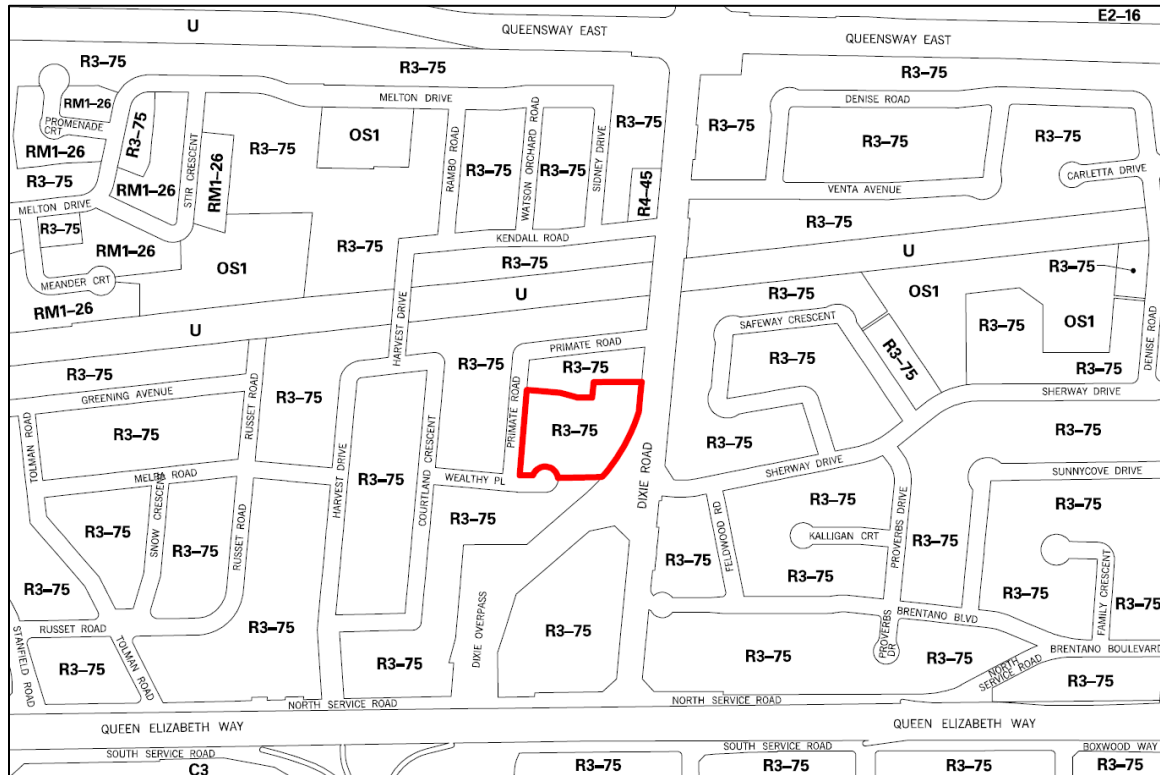 U
QUEENSWAY EAST
E2–16
QUEENSWAY EAST
R3–75
R3–75
R3–75
MELTON DRIVE
DENISE ROAD
RM1–26
PROMENADE
CRT
R3–75
STIR CRESCENT
OS1
R3–75
R3–75
R3–75
RM1–26
R3–75
RM1–26
RAMBO ROAD
R3–75
WATSON ORCHARD ROAD
R3–75
SIDNEY DRIVE
R4–45
CARLETTA DRIVE
R3–75
RM1–26
VENTA AVENUE
MELTON DRIVE
R3–75
R3–75
KENDALL ROAD
R3–75
RM1–26
OS1
R3–75
U
R3–75
MEANDER CRT
RM1–26
U
R3–75
OS1
U
HARVEST DRIVE
SAFEWAY CRESCENT
R3–75
OS1
DENISE ROAD
PRIMATE ROAD
R3–75
R3–75
R3–75
R3–75
R3–75
R3–75
R3–75
GREENING AVENUE
RUSSET ROAD
R3–75
PRIMATE ROAD
SHERWAY DRIVE
TOLMAN ROAD
R3–75
R3–75
R3–75
R3–75
MELBA ROAD
R3–75
COURTLAND CRESCENT
WEALTHY PL
SHERWAY DRIVE
SUNNYCOVE DRIVE
HARVEST DRIVE
DIXIE ROAD
R3–75
R3–75
SNOW CRESCENT
RUSSET ROAD
R3–75
FELDWOOD RD
PROVERBS DRIVE
R3–75
R3–75
KALLIGAN CRT
R3–75
R3–75
R3–75
R3–75
R3–75
R3–75
R3–75
FAMILY CRESCENT
R3–75
BRENTANO BLVD
STANFIELD ROAD
RUSSET ROAD
R3–75
DIXIE OVERPASS
R3–75
PROVERBS
DR
BRENTANO BOULEVARD
R3–75
TOLMAN ROAD
R3–75
R3–75
R3–75
NORTH
SERVICE ROAD
R3–75
NORTH SERVICE ROAD
NORTH SERVICE ROAD
QUEEN ELIZABETH WAY
QUEEN ELIZABETH WAY
SOUTH SERVICE ROAD
SOUTH SERVICE ROAD
BOXWOOD WAY
C3
R3–75
R3–75
R3–75
R3–75